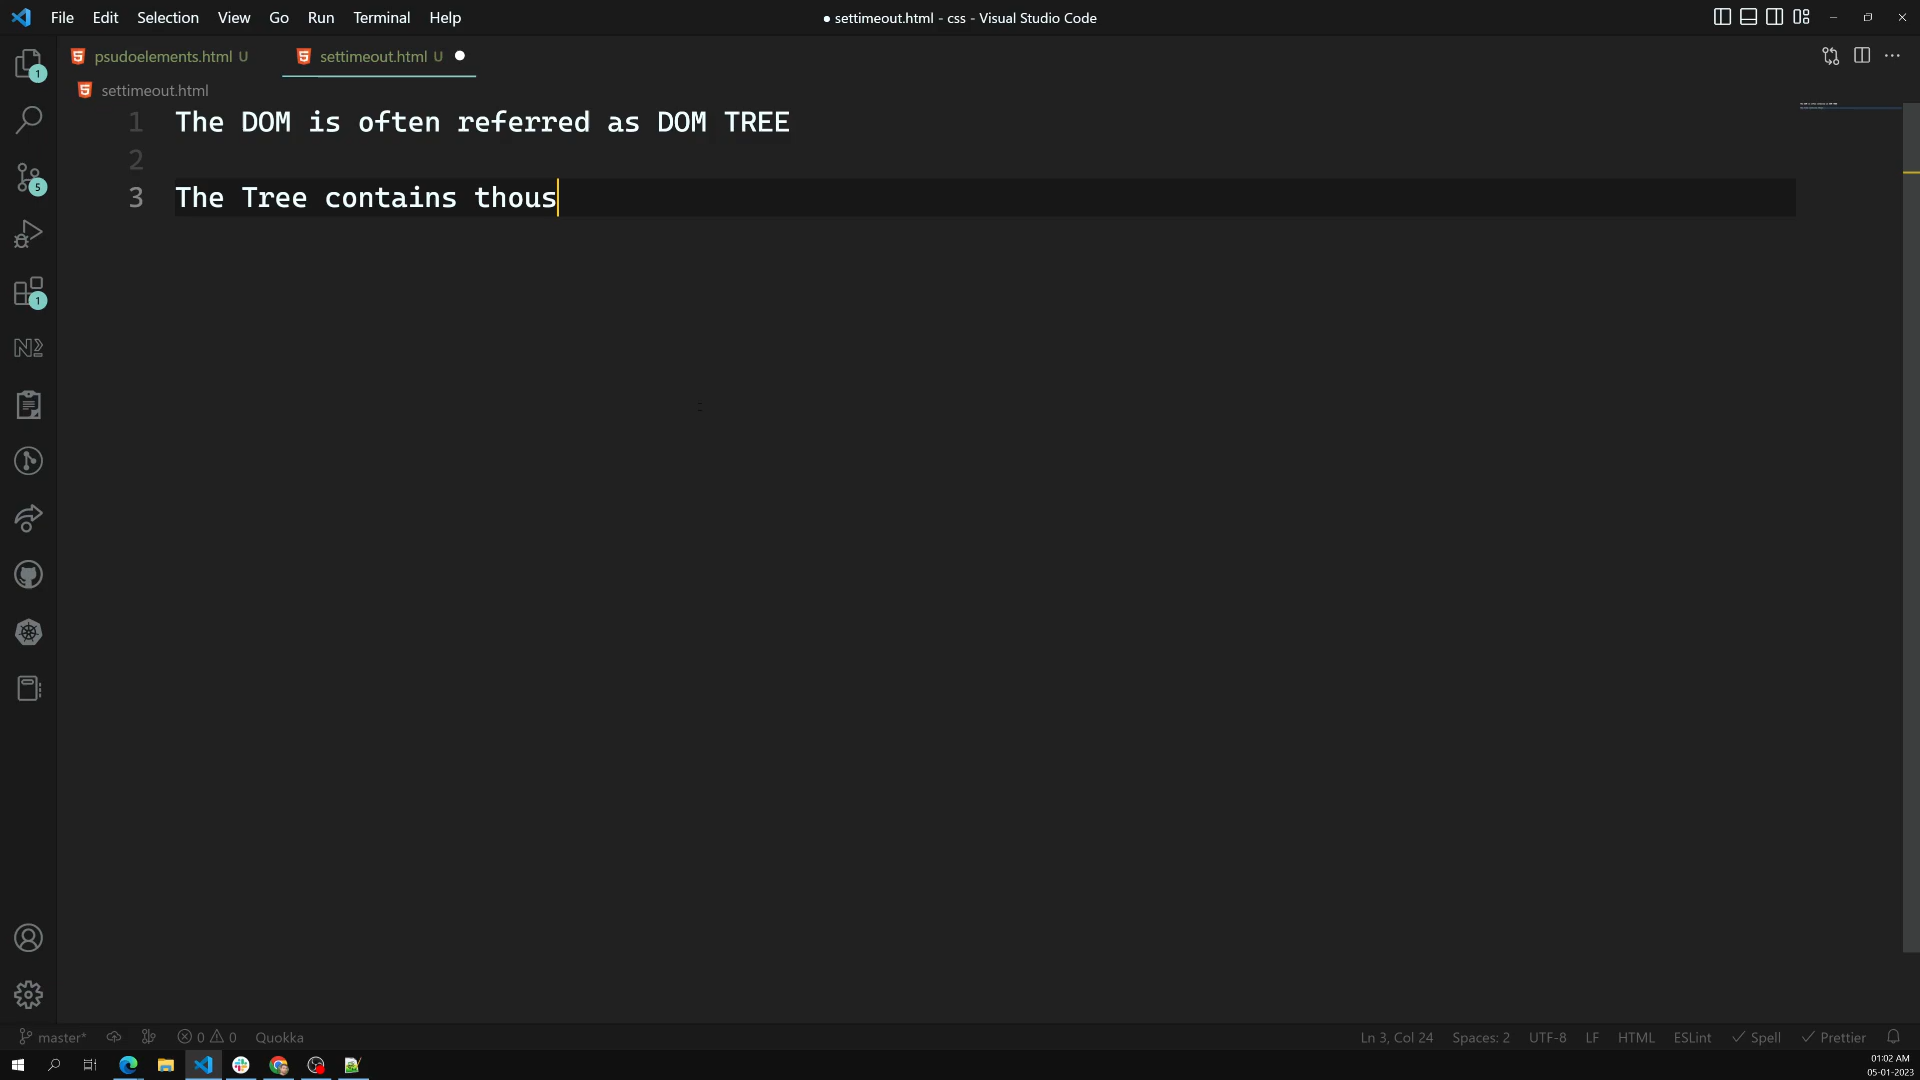 File Edit Selection View Go Run Terminal Help
● settimeout.html - css - Visual Studio Code
psudoelements.html U
settimeout.html U
settimeout.html
1 The DOM is often referred as DOM TREE
2
3 The Tree contains thous
1
5
1
master*
0 0
Quokka
Ln 3, Col 24
Spaces: 2
UTF-8
LF
HTML
ESLint
Spell
Prettier
01:02 AM
05-01-2023